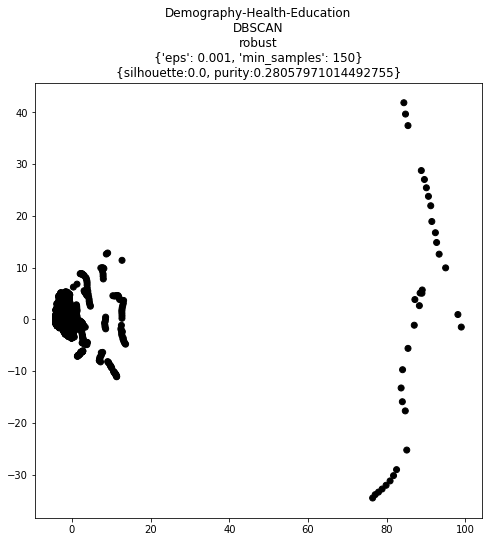 Demography-Health-Education
DBSCAN
robust
{'eps': 0.001, 'min_samples': 150}
{silhouette:0.0, purity:0.28057971014492755}
40
30
20
10
0
−10
−20
−30
0 20 40 60 80 100